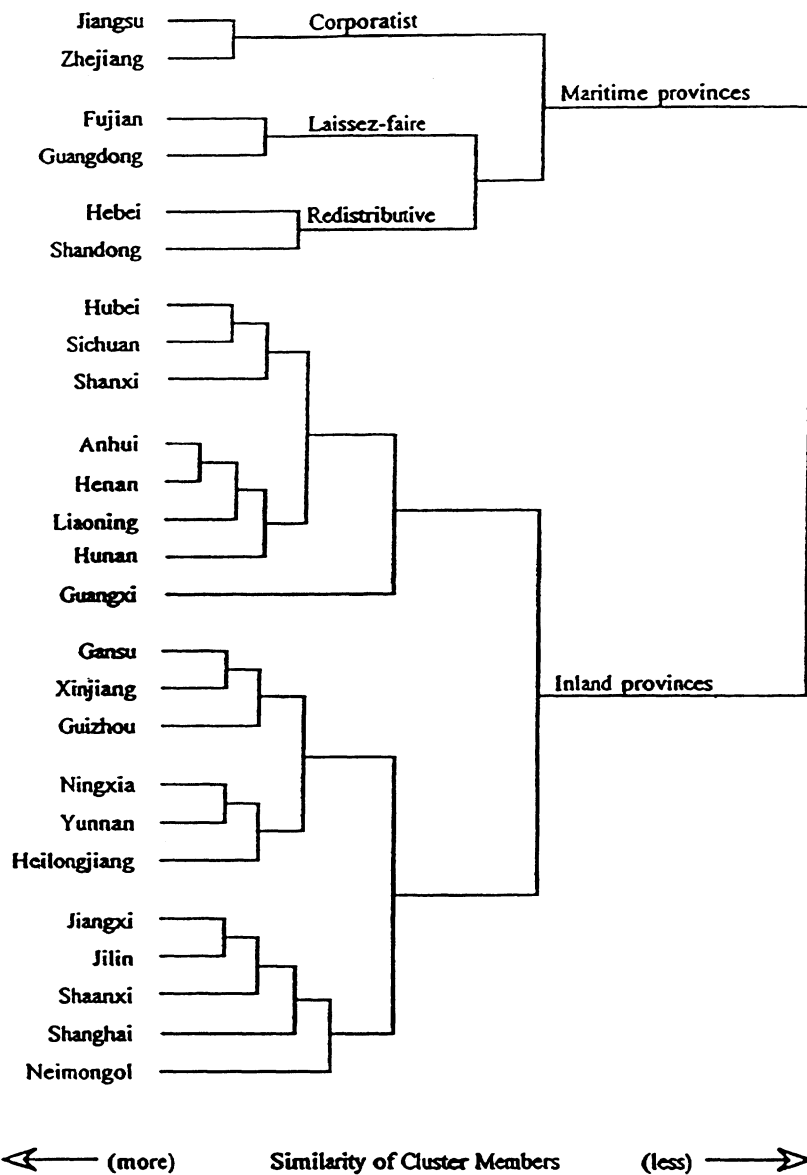 Jiangsu
Corporatist
Zhejiang
Maritime provinces
Fujian
Laissez-faire
Guangdong
Hebei
Redistributive
Shandong
Hubei
Sichuan
Shanxi
Anhui
Henan
Liaoning
Hunan
Guangxi
Gansu
Xinjiang
Inland provinces
Guizhou
Ningxia
Yunnan
Heilongjiang
Jiangxi
Jilin
Shaanxi
Shanghai
Neimongol
(more) Similarity of Cluster Members (less)